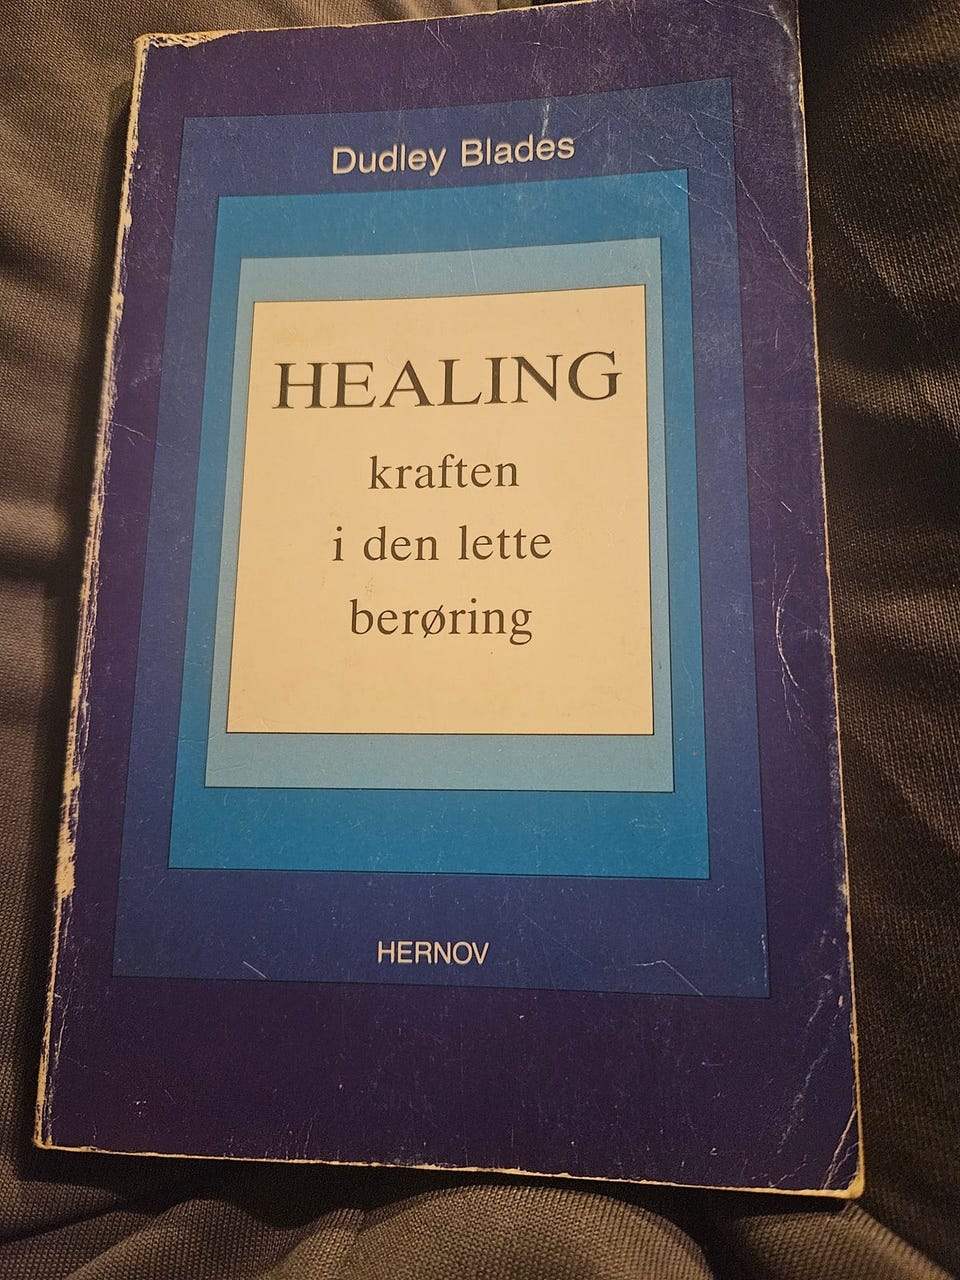 Dudley Blades
HEALING
kraften
i den lette
berøring
HERNOV